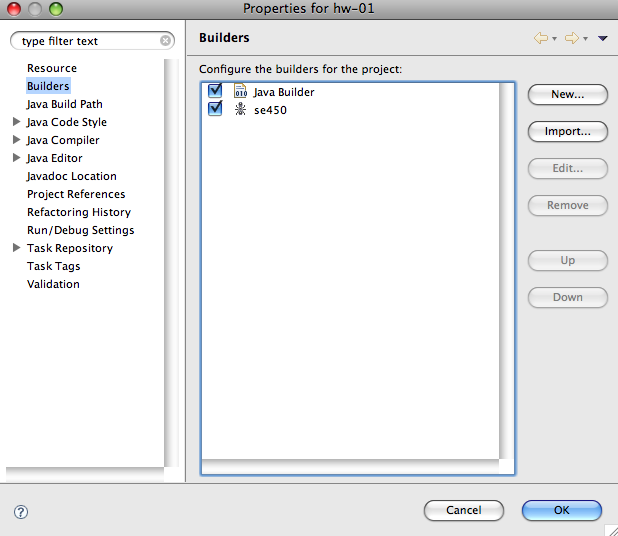 Properties for hw-01
type filter text
Resource
Builders
Java Build Path
Java Code Style
Java Compiler
Java Editor
Javadoc Location
Project References
Refactoring History
Run/Debug Settings
Task Repository
Task Tags
Validation
Builders
Configure the builders for the project:
010
Java Builder
se450
New...
Import...
Edit...
Remove
Up
Down
?
Cancel
OK